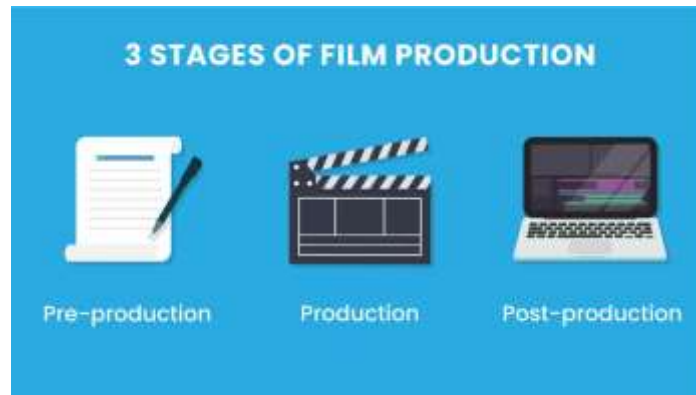 3 STAGES OF FILM PRODUCTION
Pre-production
Production
Post-production